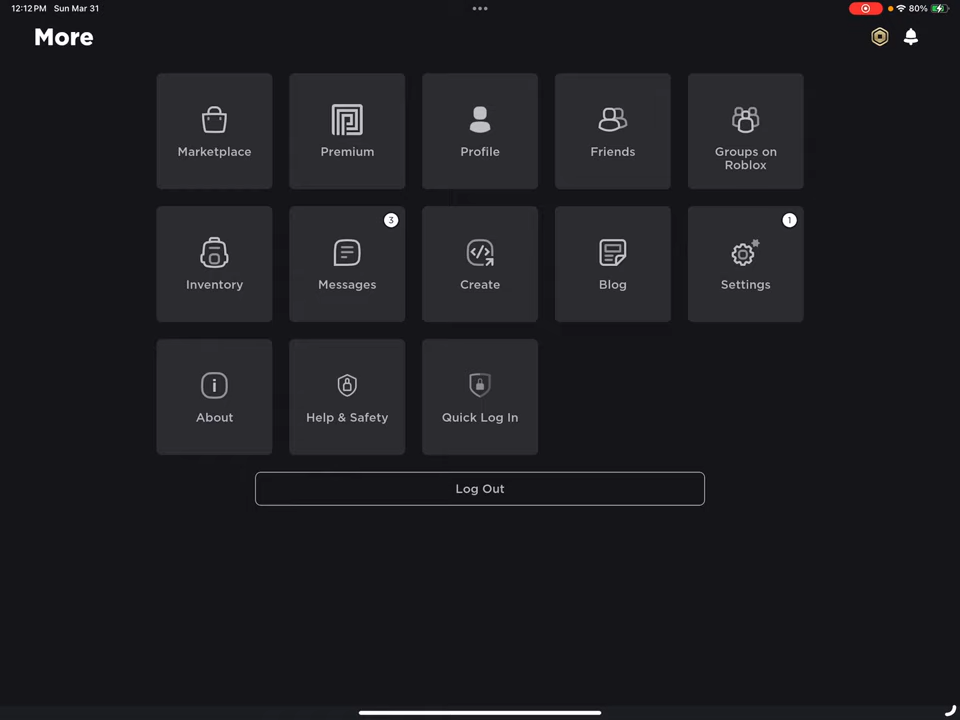 12:12 PM Sun Mar 31
80%
More
Marketplace
Premium
Profile
Friends
Groups on
Roblox
Inventory
3
Messages
Create
Blog
1
Settings
About
Help & Safety
Quick Log In
Log Out